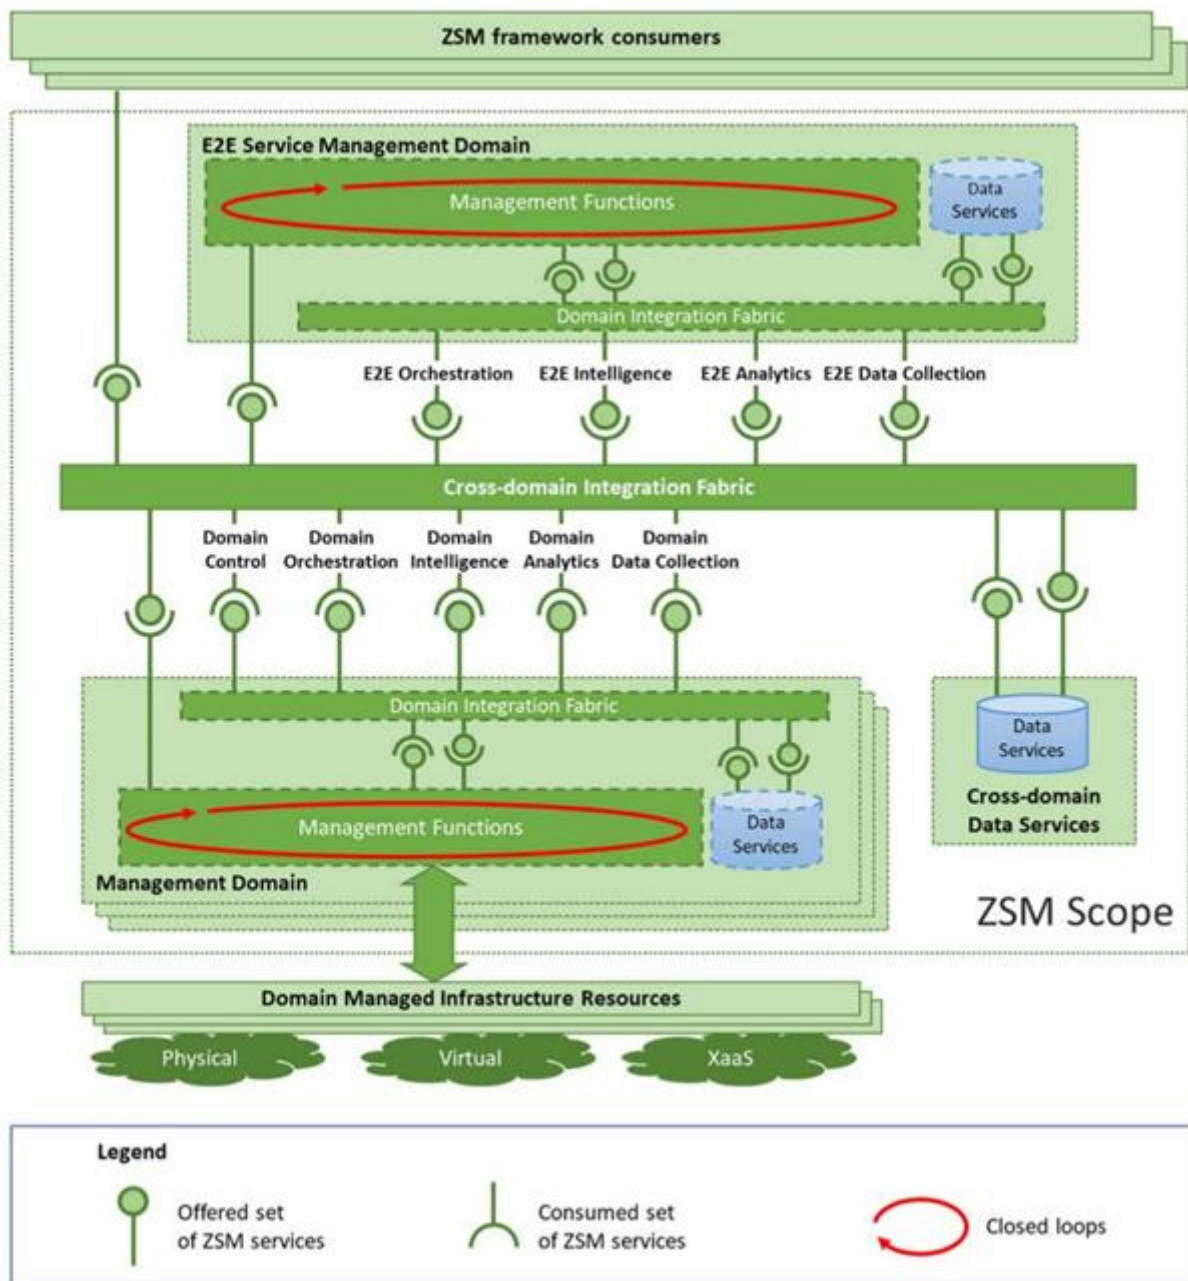 ZSM framework consumers
E2E Service Management Domain
Management Functions
Data
Services
Domain Integration Fabric
E2E Orchestration E2E Intelligence E2E Analytics E2E Data Collection
Cross-domain Integration Fabric
Domain Domain Domain Domain Domain
Control Orchestration Intelligence Analytics Data Collection
Domain Integration Fabric
Management Functions
Data
Services
Management Domain
Data
Services
Cross-domain
Data Services
ZSM Scope
Domain Managed Infrastructure Resources
Physical Virtual XaaS
Legend
Offered set
of ZSM services
Consumed set
of ZSM services
Closed loops